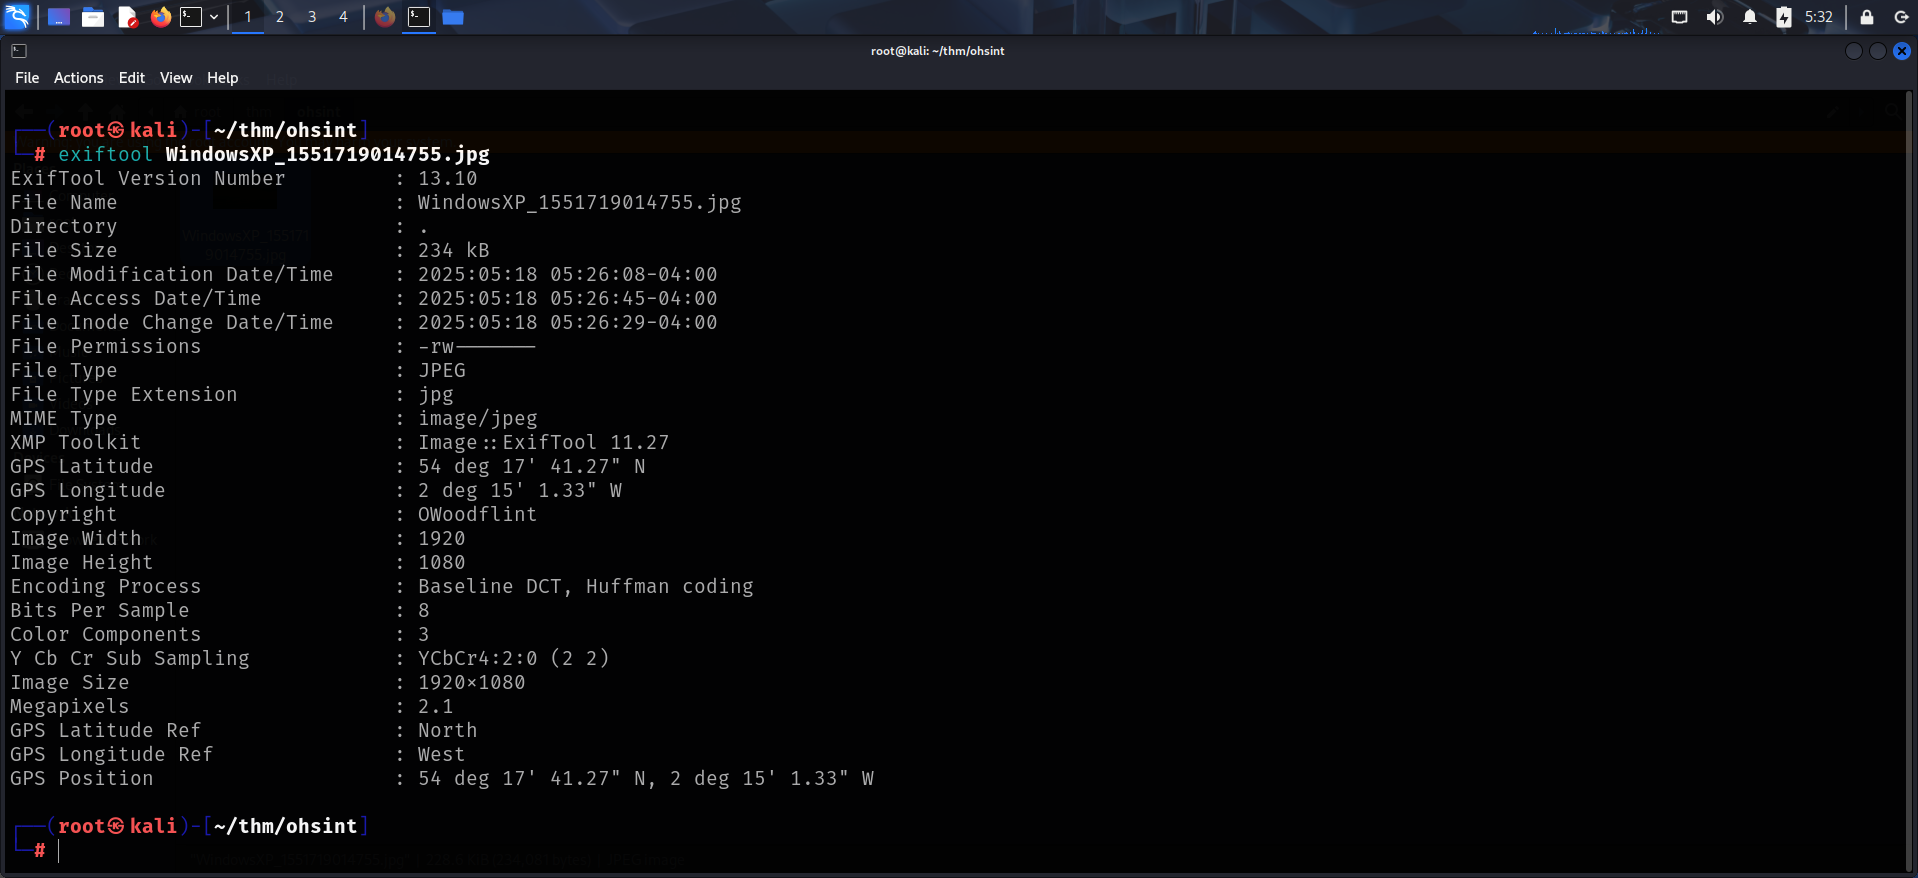 1 2 3 4
5:32
root@kali: ~/thm/ohsint
File Actions Edit View Help
(root㉿kali)-[~/thm/ohsint]
# exiftool WindowsXP_1551719014755.jpg
ExifTool Version Number : 13.10
File Name : WindowsXP_1551719014755.jpg
Directory : .
File Size : 234 kB
File Modification Date/Time : 2025:05:18 05:26:08-04:00
File Access Date/Time : 2025:05:18 05:26:45-04:00
File Inode Change Date/Time : 2025:05:18 05:26:29-04:00
File Permissions : -rw-------
File Type : JPEG
File Type Extension : jpg
MIME Type : image/jpeg
XMP Toolkit : Image::ExifTool 11.27
GPS Latitude : 54 deg 17' 41.27" N
GPS Longitude : 2 deg 15' 1.33" W
Copyright : OWoodflint
Image Width : 1920
Image Height : 1080
Encoding Process : Baseline DCT, Huffman coding
Bits Per Sample : 8
Color Components : 3
Y Cb Cr Sub Sampling : YCbCr4:2:0 (2 2)
Image Size : 1920×1080
Megapixels : 2.1
GPS Latitude Ref : North
GPS Longitude Ref : West
GPS Position : 54 deg 17' 41.27" N, 2 deg 15' 1.33" W
(root㉿kali)-[~/thm/ohsint]
#